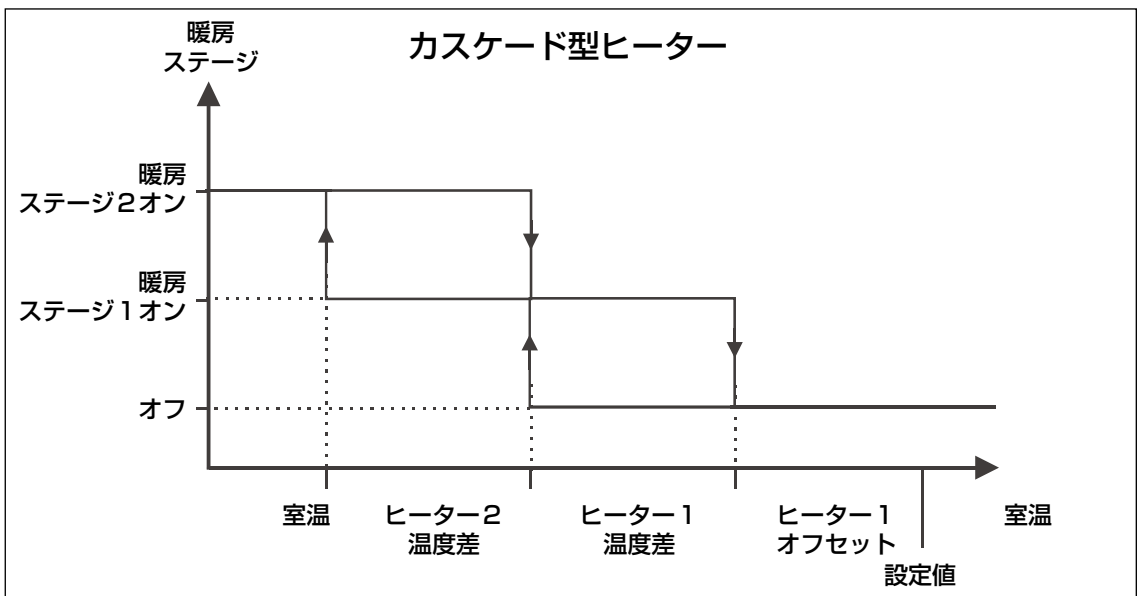 カスケード型ヒーター
暖房
ステージ
暖房
ステージ2オン
暖房
ステージ1オン
オフ
室温
ヒーター2
温度差
ヒーター1
温度差
ヒーター1
オフセット
設定値
室温